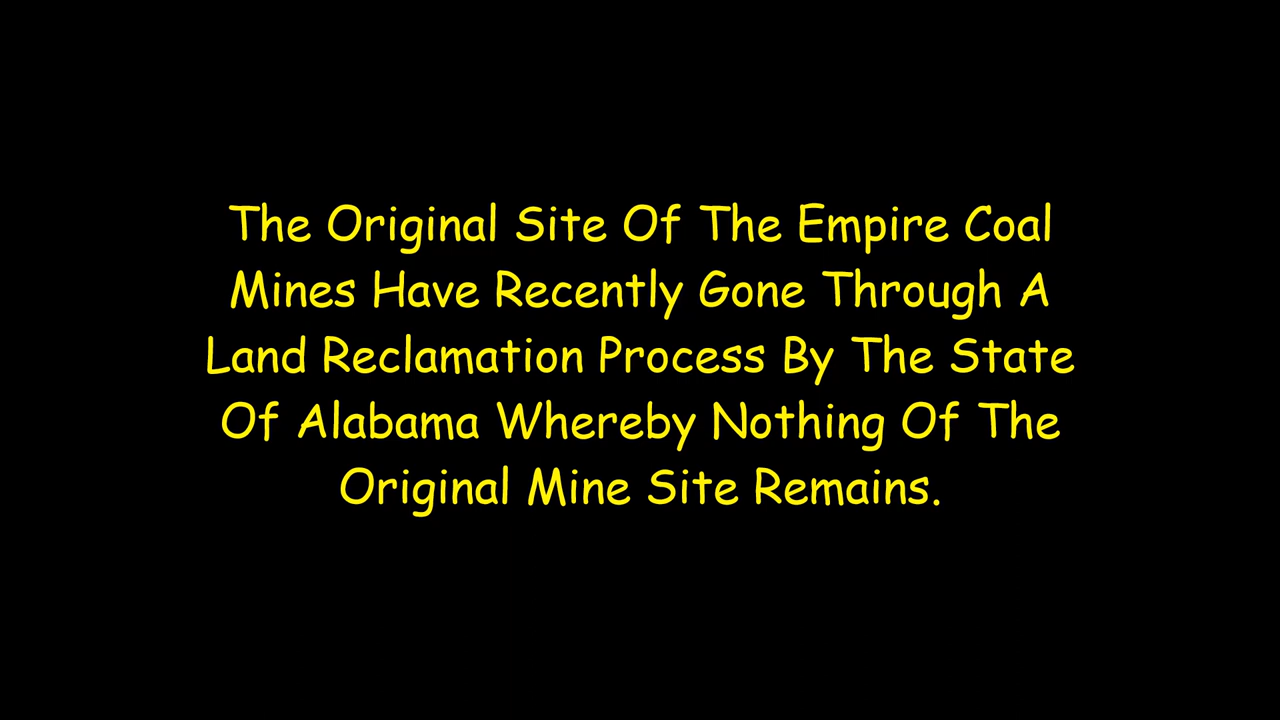 The Original Site Of The Empire Coal
Mines Have Recently Gone Through A
Land Reclamation Process By The State
Of Alabama Whereby Nothing Of The
Original Mine Site Remains.